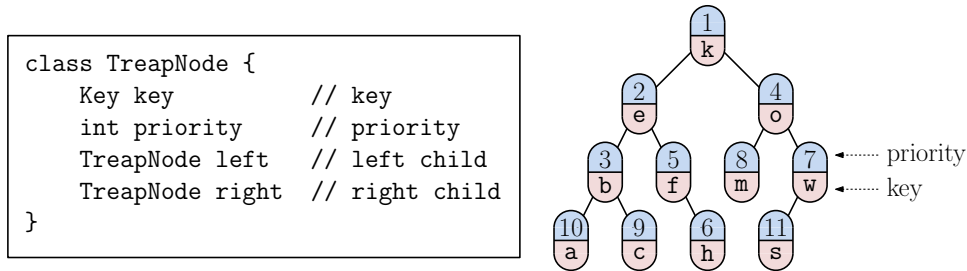 class TreapNode {
Key key // key
int priority // priority
TreapNode left // left child
TreapNode right // right child
}
1
k
2
e
4
o
3
b
5
f
8
m
7
w
priority
key
10
a
9
c
6
h
11
s